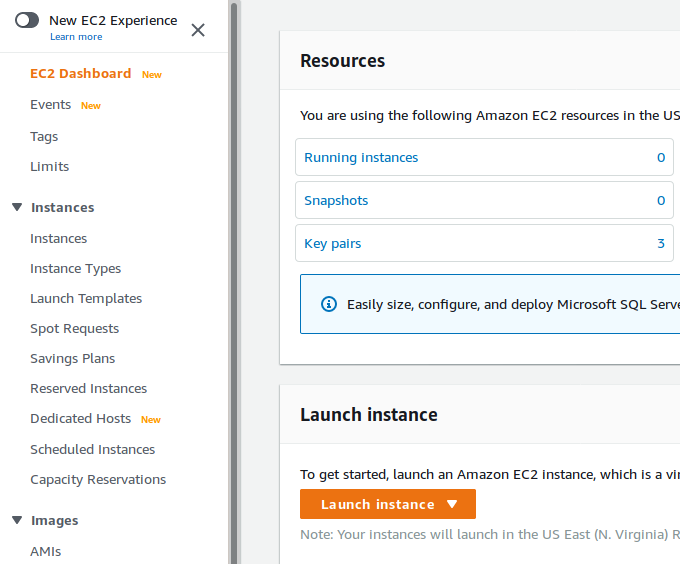 New EC2 Experience
Learn more
EC2 Dashboard New
Events New
Tags
Limits
Instances
Instances
Instance Types
Launch Templates
Spot Requests
Savings Plans
Reserved Instances
Dedicated Hosts New
Scheduled Instances
Capacity Reservations
Images
AMIs
Resources
You are using the following Amazon EC2 resources in the US
Running instances 0
Snapshots 0
Key pairs 3
Easily size, configure, and deploy Microsoft SQL Serve
Launch instance
To get started, launch an Amazon EC2 instance, which is a vir
Launch instance
Note: Your instances will launch in the US East (N. Virginia) R